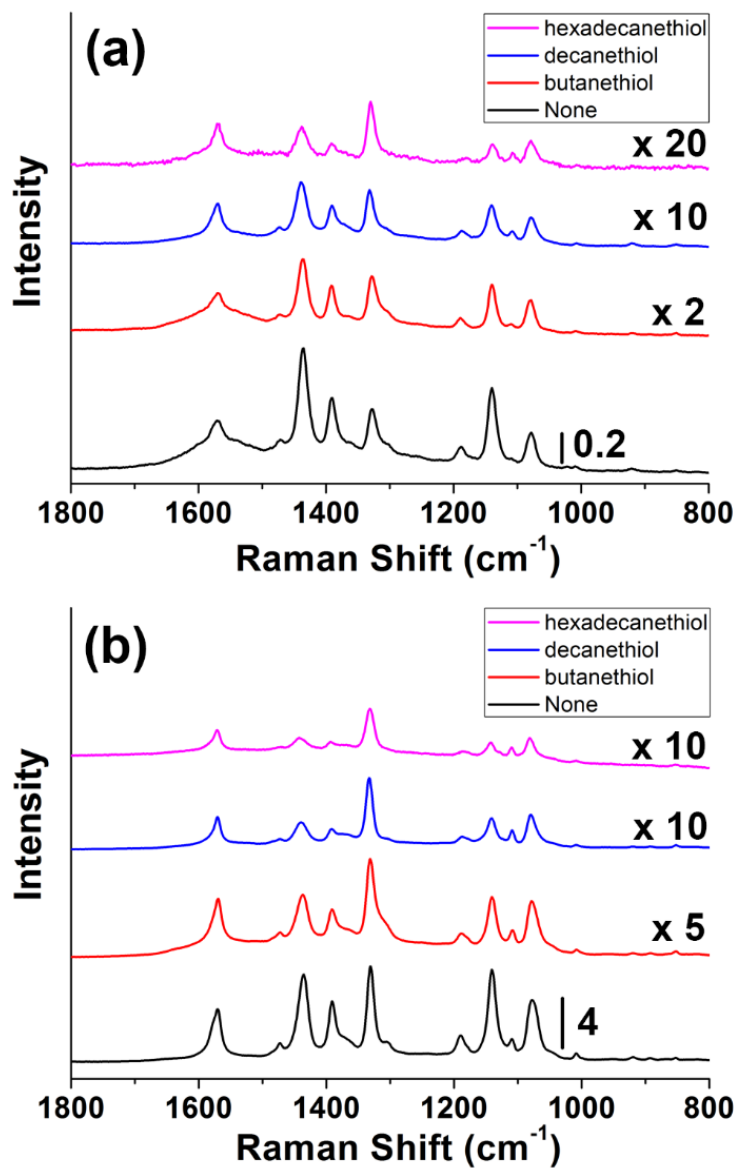 (a)
hexadecanethiol
decanethiol
butanethiol
None
x 20
x 10
x 2
0.2
Intensity
1800 1600 1400 1200 1000 800
Raman Shift (cm⁻¹)
(b)
hexadecanethiol
decanethiol
butanethiol
None
x 10
x 10
x 5
4
Intensity
1800 1600 1400 1200 1000 800
Raman Shift (cm⁻¹)